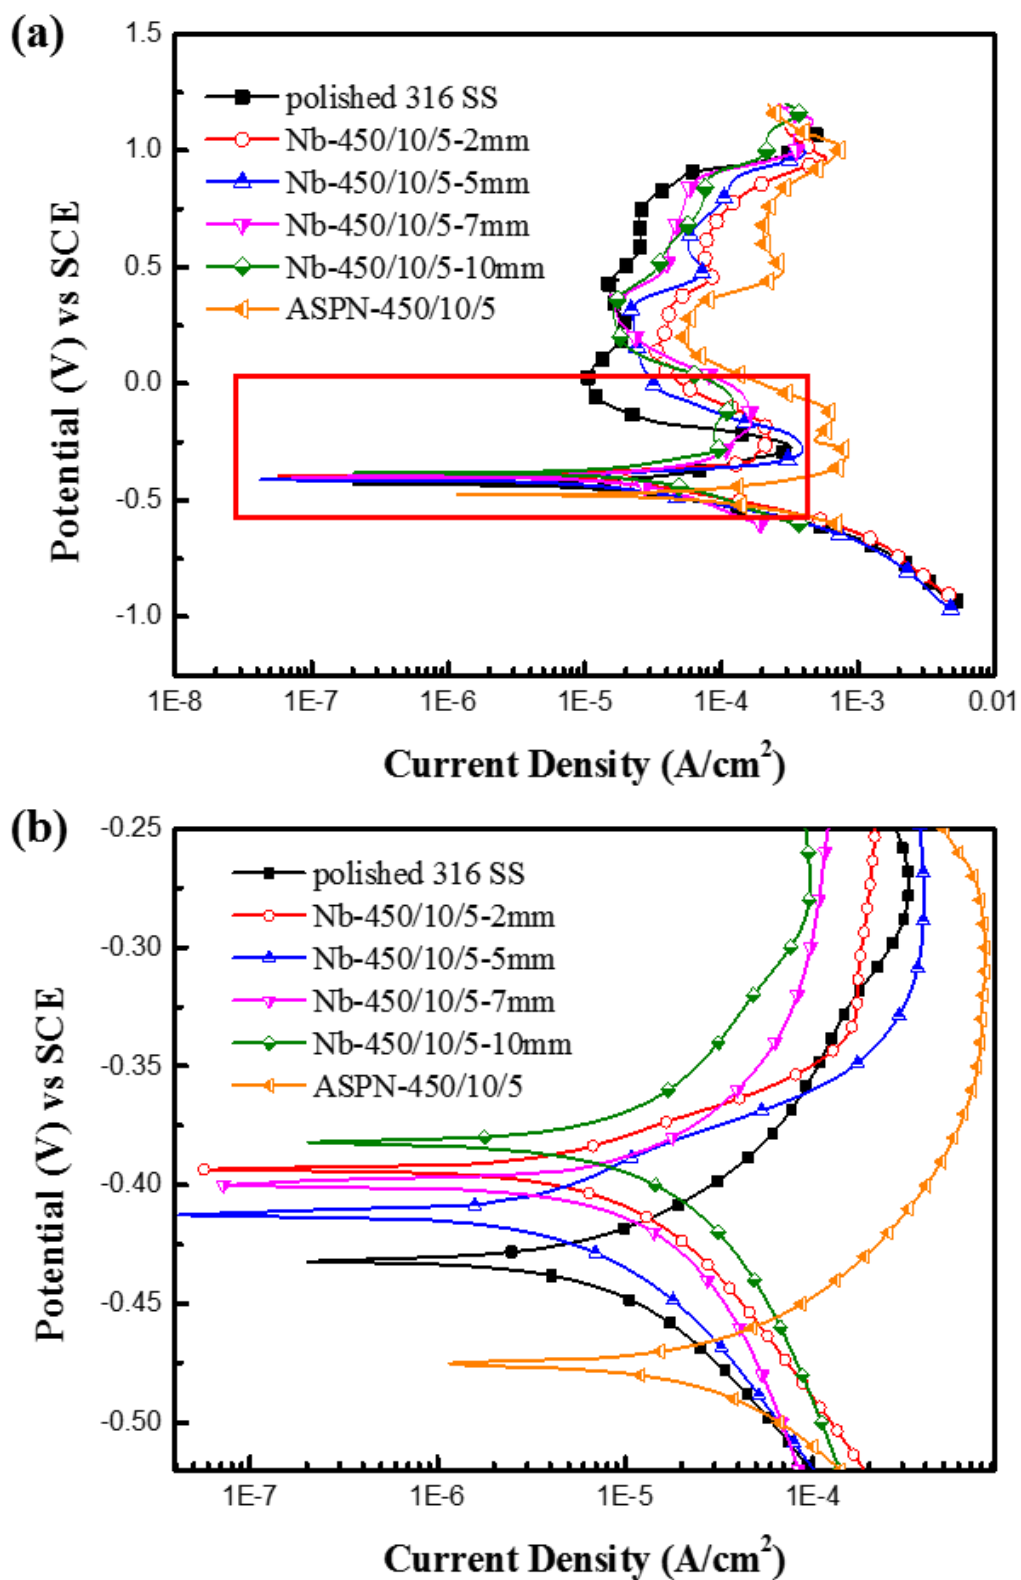 (a)
1.5
1.0
0.5
0.0
-0.5
-1.0
Potential (V) vs SCE
polished 316 SS
Nb-450/10/5-2mm
Nb-450/10/5-5mm
Nb-450/10/5-7mm
Nb-450/10/5-10mm
ASPN-450/10/5
1E-8 1E-7 1E-6 1E-5 1E-4 1E-3 0.01
Current Density (A/cm²)
(b)
-0.25
-0.30
-0.35
-0.40
-0.45
-0.50
Potential (V) vs SCE
polished 316 SS
Nb-450/10/5-2mm
Nb-450/10/5-5mm
Nb-450/10/5-7mm
Nb-450/10/5-10mm
ASPN-450/10/5
1E-7 1E-6 1E-5 1E-4
Current Density (A/cm²)